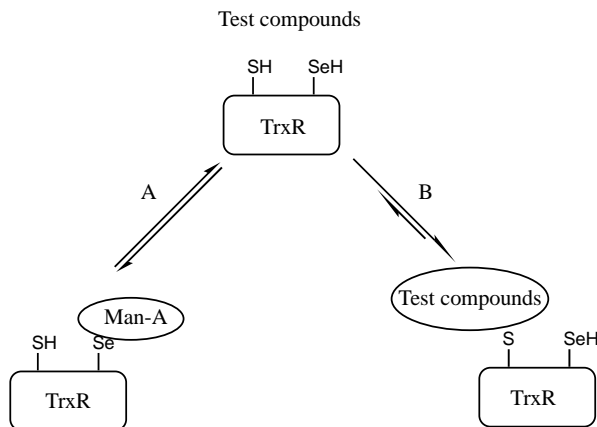 Test compounds
SH SeH
TrxR
A B
Test compounds
Man-A
SH Se S SeH
TrxR TrxR